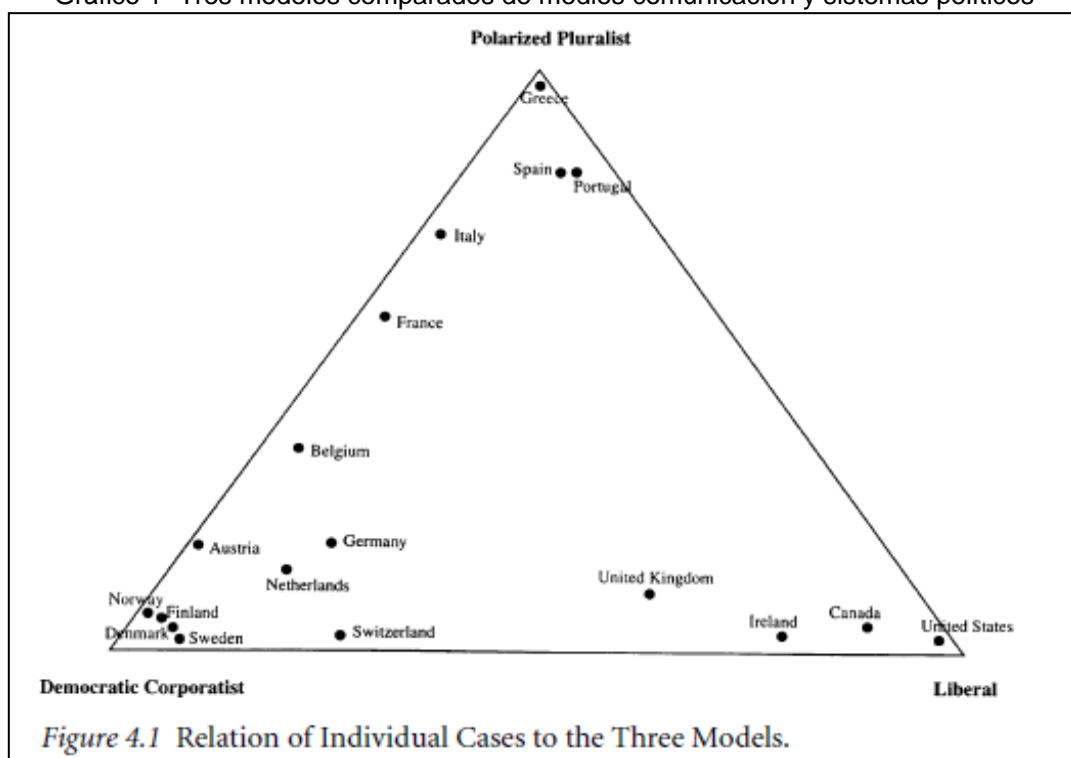 Gráfico 1- Tres modelos comparados de medios comunicación y sistemas políticos
Polarized Pluralist
Greece
Spain
Portugal
Italy
France
Belgium
Austria
Germany
Netherlands
United Kingdom
Norway
Finland
Denmark
Sweden
Switzerland
Ireland
Canada
United States
Democratic Corporatist
Liberal
Figure 4.1 Relation of Individual Cases to the Three Models.